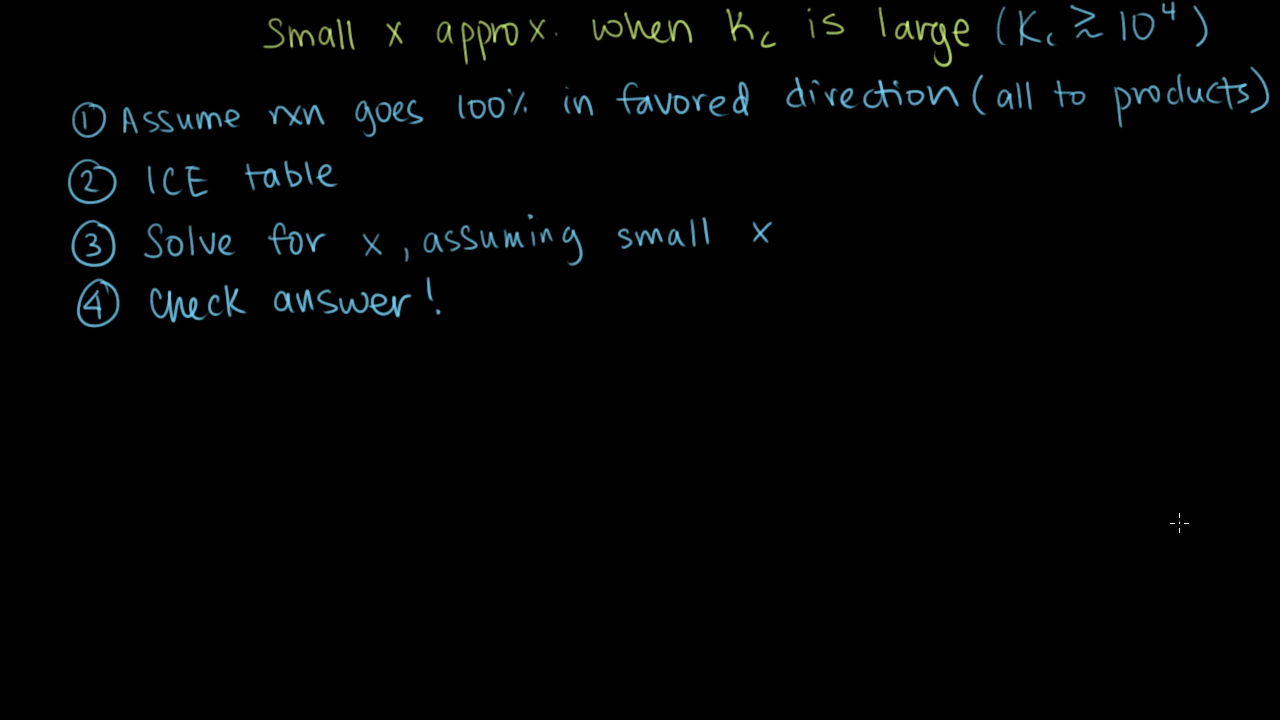 Small x approx. when Kc is large (Kc ≳ 10⁴)
① Assume rxn goes 100% in favored direction (all to products)
② ICE table
③ Solve for x, assuming small x
④ Check answer!